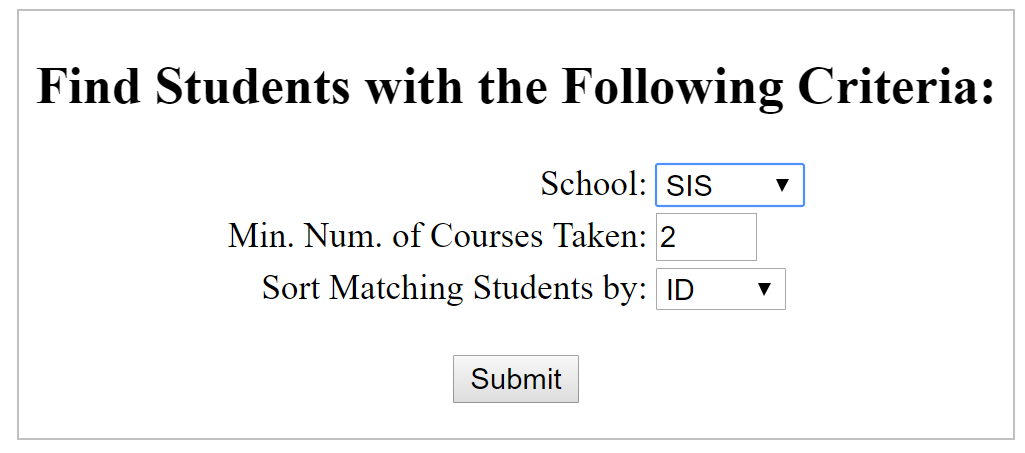 Find Students with the Following Criteria:
School: SIS ▼
Min. Num. of Courses Taken: 2
Sort Matching Students by: ID ▼
Submit